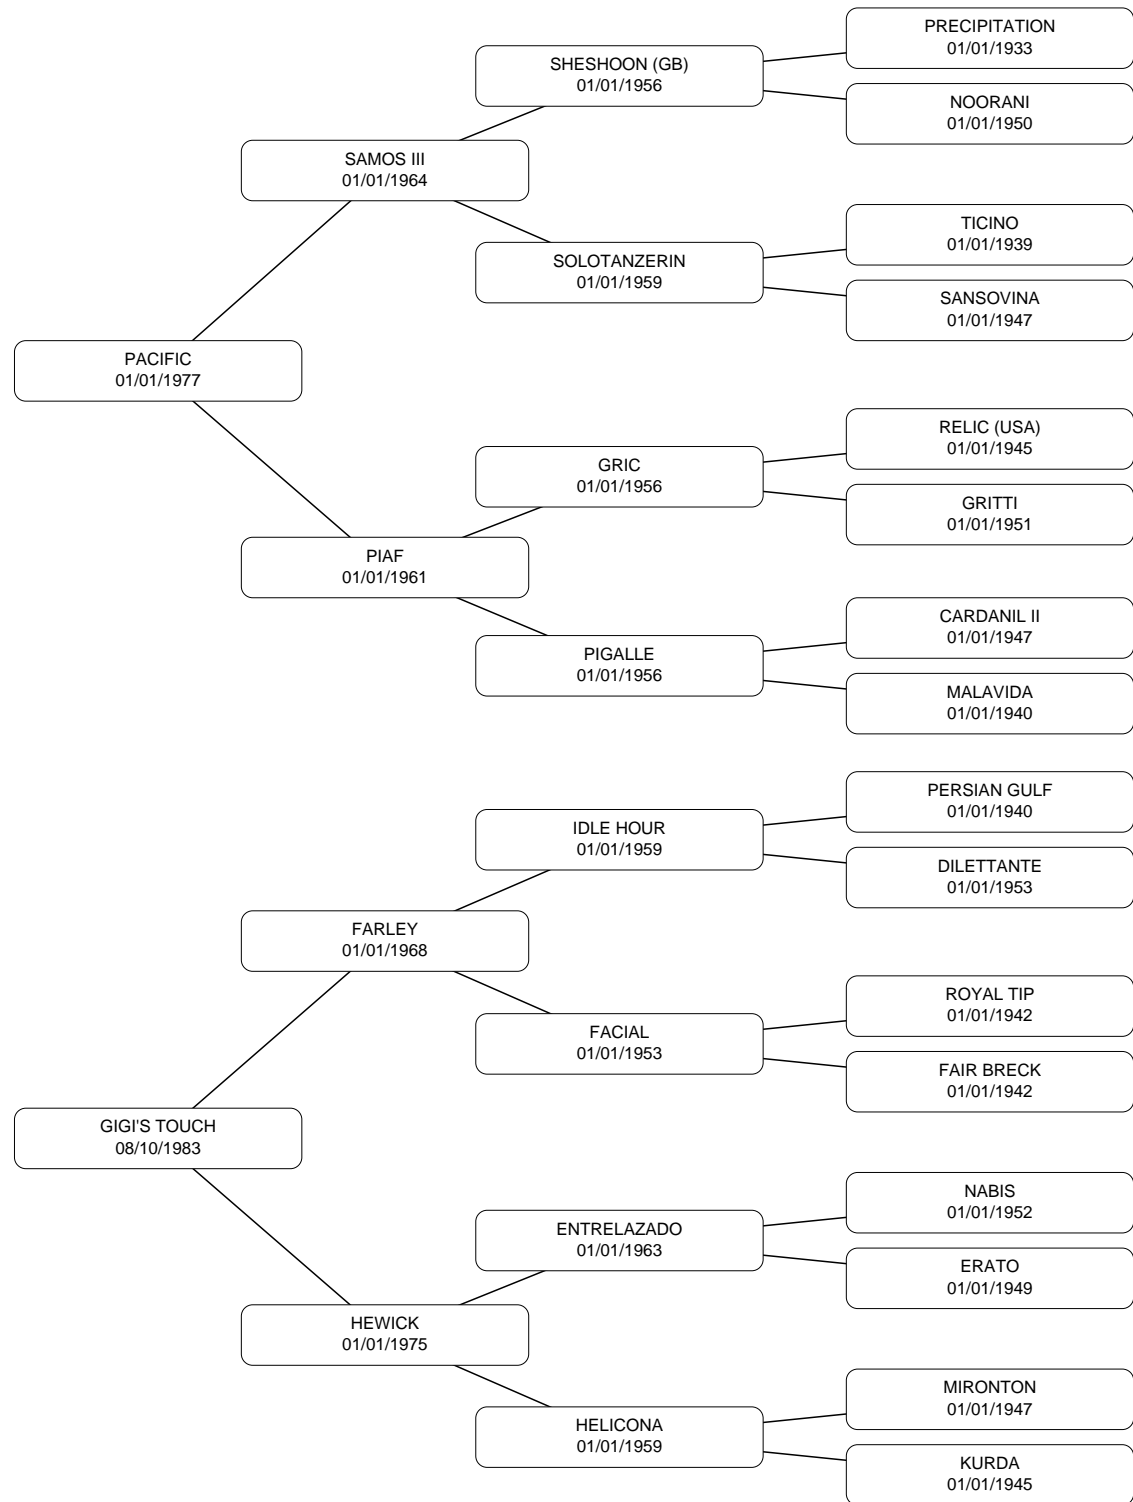 PRECIPITATION
01/01/1933
SHESHOON (GB)
01/01/1956
NOORANI
01/01/1950
SAMOS III
01/01/1964
TICINO
01/01/1939
SOLOTANZERIN
01/01/1959
SANSOVINA
01/01/1947
PACIFIC
01/01/1977
RELIC (USA)
01/01/1945
GRIC
01/01/1956
GRITTI
01/01/1951
PIAF
01/01/1961
CARDANIL II
01/01/1947
PIGALLE
01/01/1956
MALAVIDA
01/01/1940
PERSIAN GULF
01/01/1940
IDLE HOUR
01/01/1959
DILETTANTE
01/01/1953
FARLEY
01/01/1968
ROYAL TIP
01/01/1942
FACIAL
01/01/1953
FAIR BRECK
01/01/1942
GIGI'S TOUCH
08/10/1983
NABIS
01/01/1952
ENTRELAZADO
01/01/1963
ERATO
01/01/1949
HEWICK
01/01/1975
MIRONTON
01/01/1947
HELICONA
01/01/1959
KURDA
01/01/1945